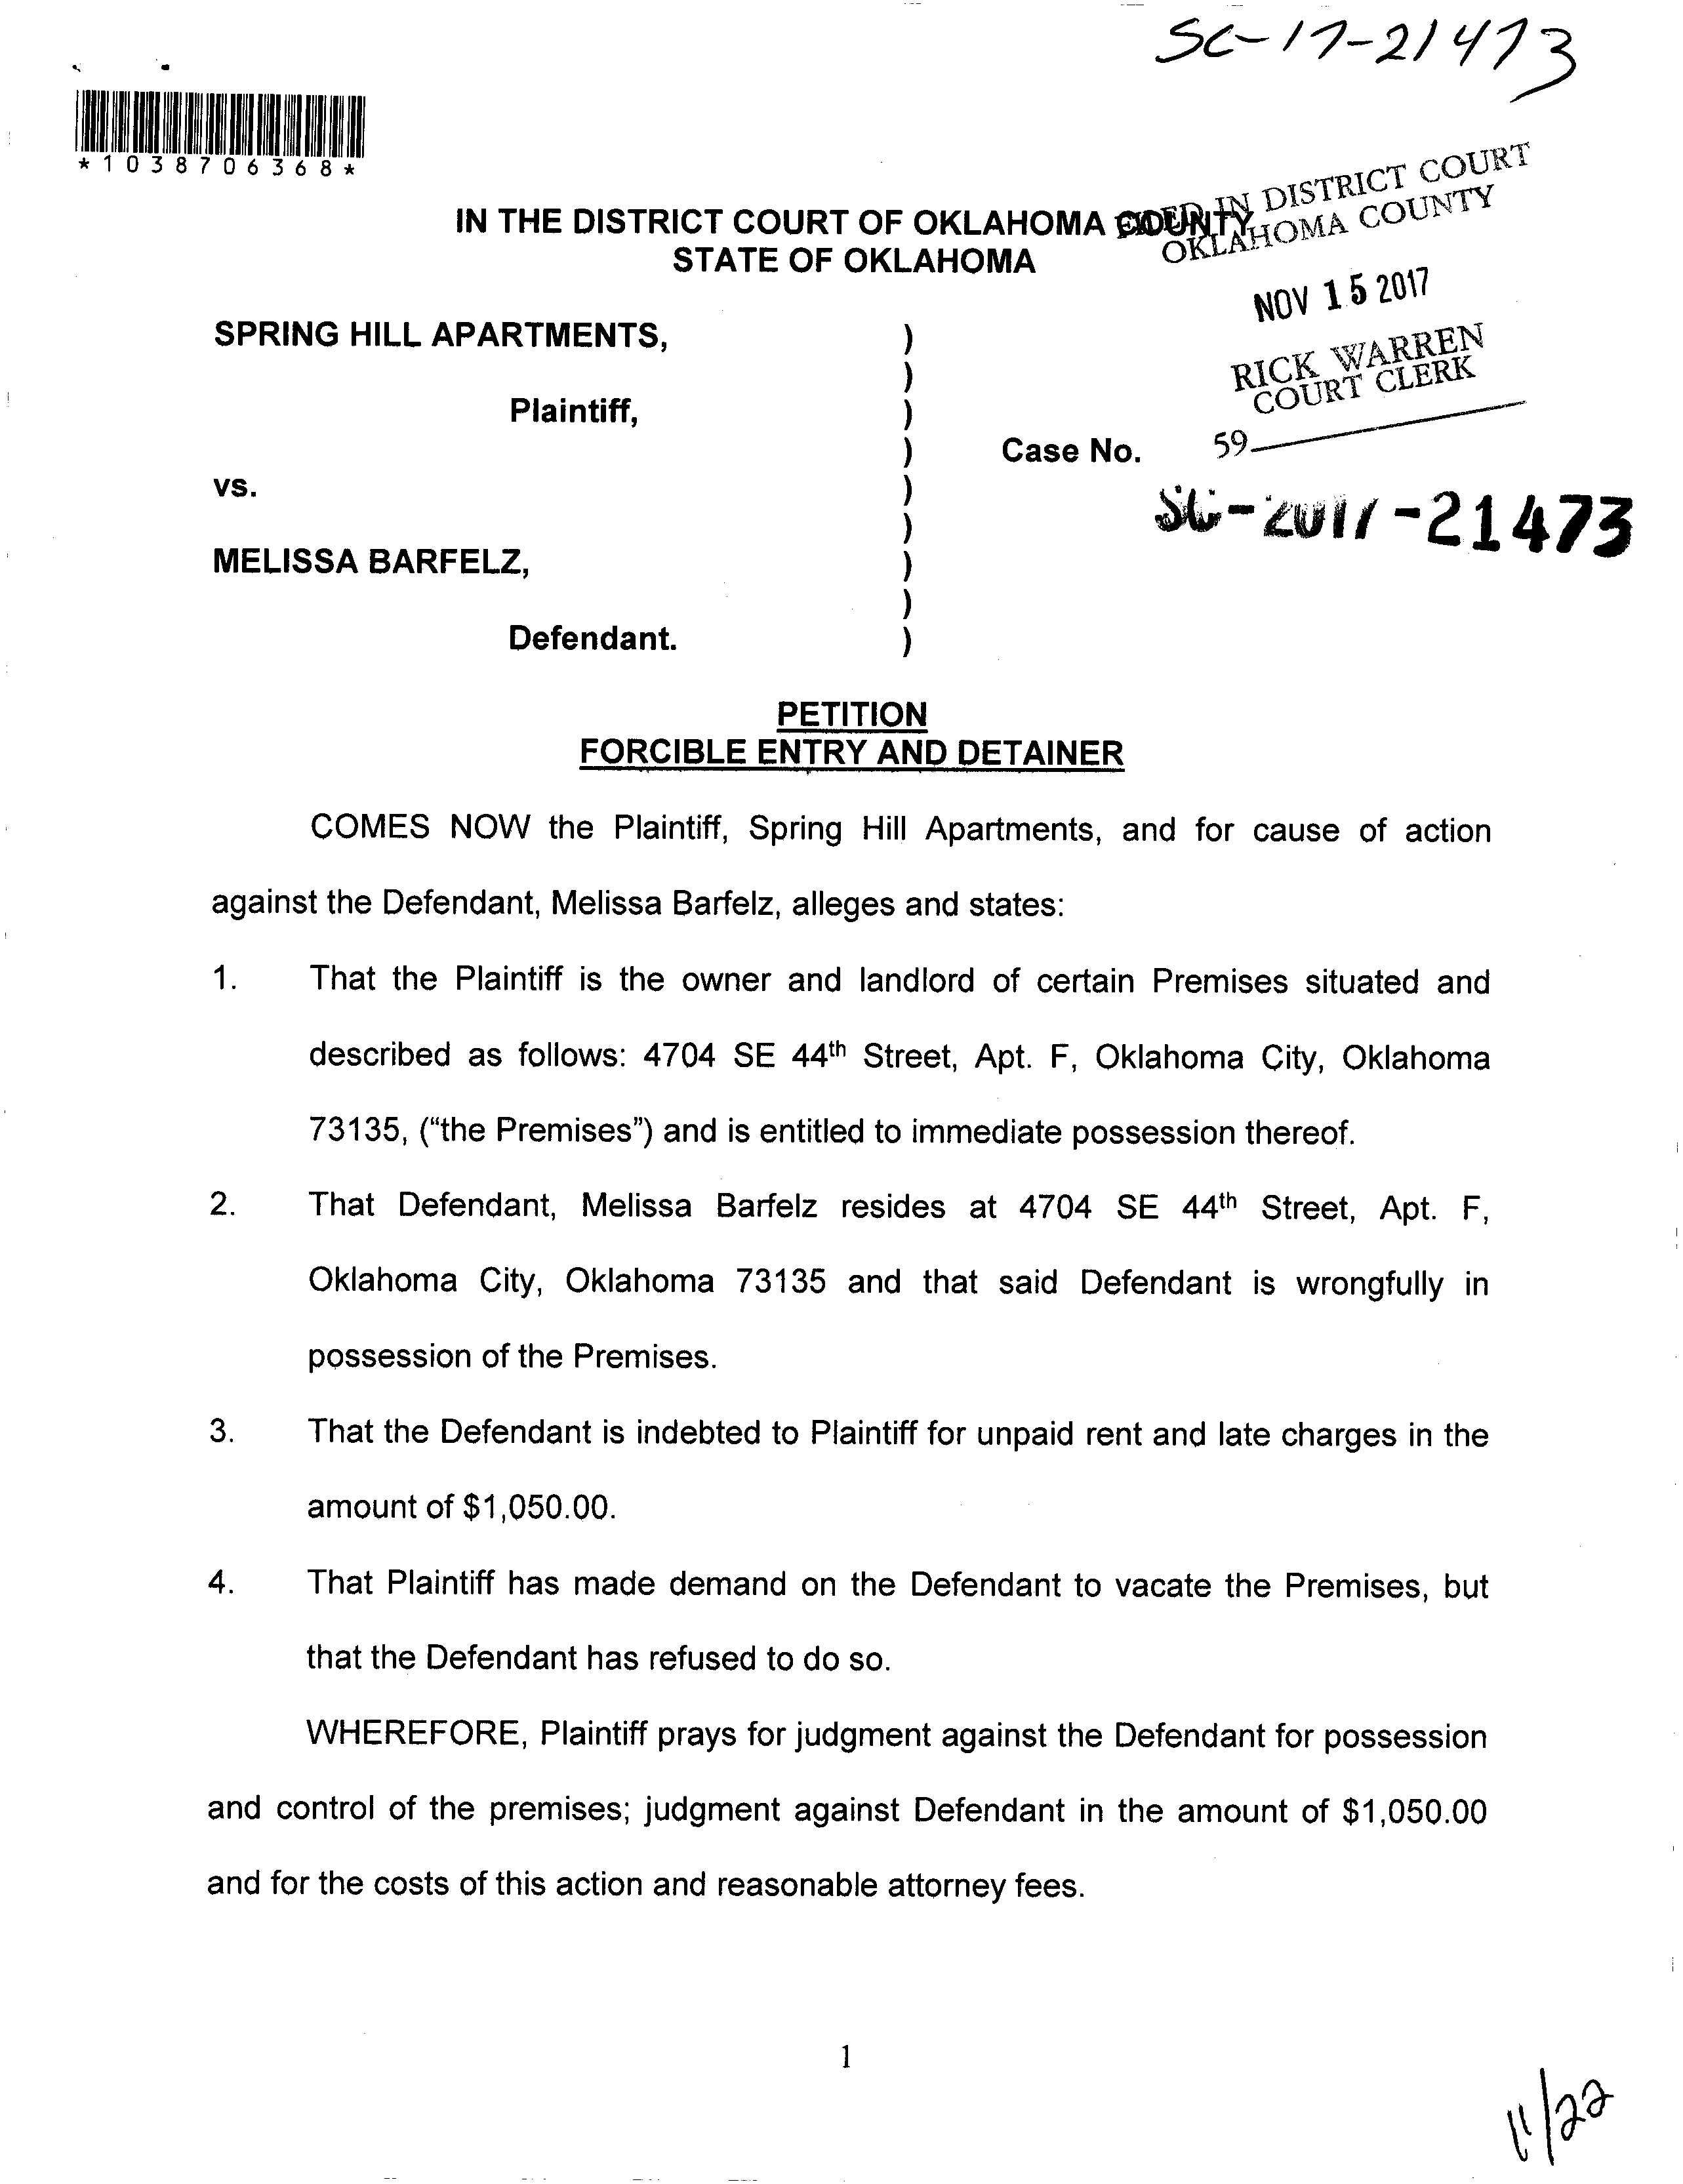 SC-17-21473
*1038706368*
FILED IN DISTRICT COURT
OKLAHOMA COUNTY
IN THE DISTRICT COURT OF OKLAHOMA COUNTY
STATE OF OKLAHOMA
NOV 15 2017
RICK WARREN
COURT CLERK
59
SPRING HILL APARTMENTS, )
)
Plaintiff, )
) Case No.
vs. )
SC-2017-21473
)
MELISSA BARFELZ, )
)
Defendant. )
PETITION
FORCIBLE ENTRY AND DETAINER
COMES NOW the Plaintiff, Spring Hill Apartments, and for cause of action
against the Defendant, Melissa Barfelz, alleges and states:
1. That the Plaintiff is the owner and landlord of certain Premises situated and
described as follows: 4704 SE 44th Street, Apt. F, Oklahoma City, Oklahoma
73135, (“the Premises”) and is entitled to immediate possession thereof.
2. That Defendant, Melissa Barfelz resides at 4704 SE 44th Street, Apt. F,
Oklahoma City, Oklahoma 73135 and that said Defendant is wrongfully in
possession of the Premises.
3. That the Defendant is indebted to Plaintiff for unpaid rent and late charges in the
amount of $1,050.00.
4. That Plaintiff has made demand on the Defendant to vacate the Premises, but
that the Defendant has refused to do so.
WHEREFORE, Plaintiff prays for judgment against the Defendant for possession
and control of the premises; judgment against Defendant in the amount of $1,050.00
and for the costs of this action and reasonable attorney fees.
1
11/22